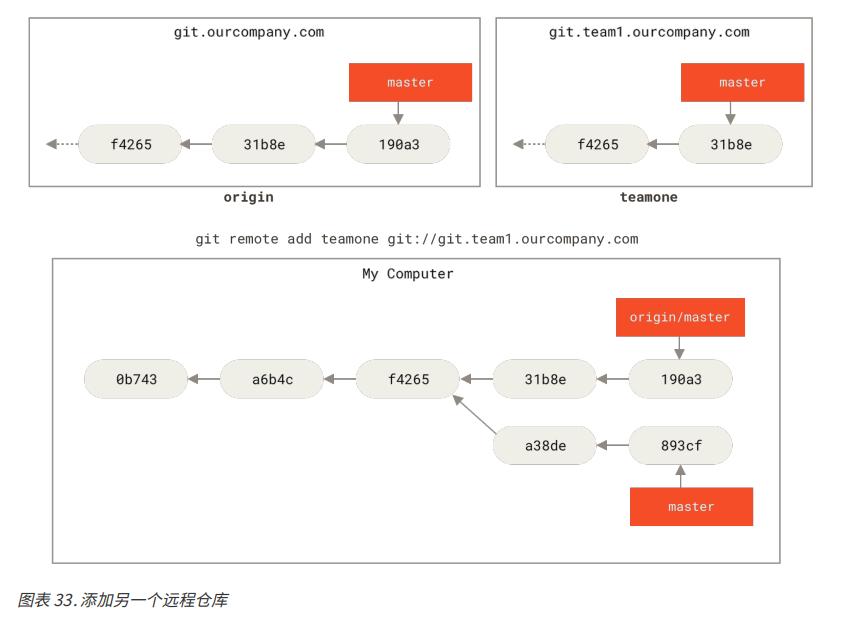 git.ourcompany.com
master
f4265
31b8e
190a3
origin
git.team1.ourcompany.com
master
f4265
31b8e
teamone
git remote add teamone git://git.team1.ourcompany.com
My Computer
origin/master
0b743
a6b4c
f4265
31b8e
190a3
a38de
893cf
master
图表 33. 添加另一个远程仓库